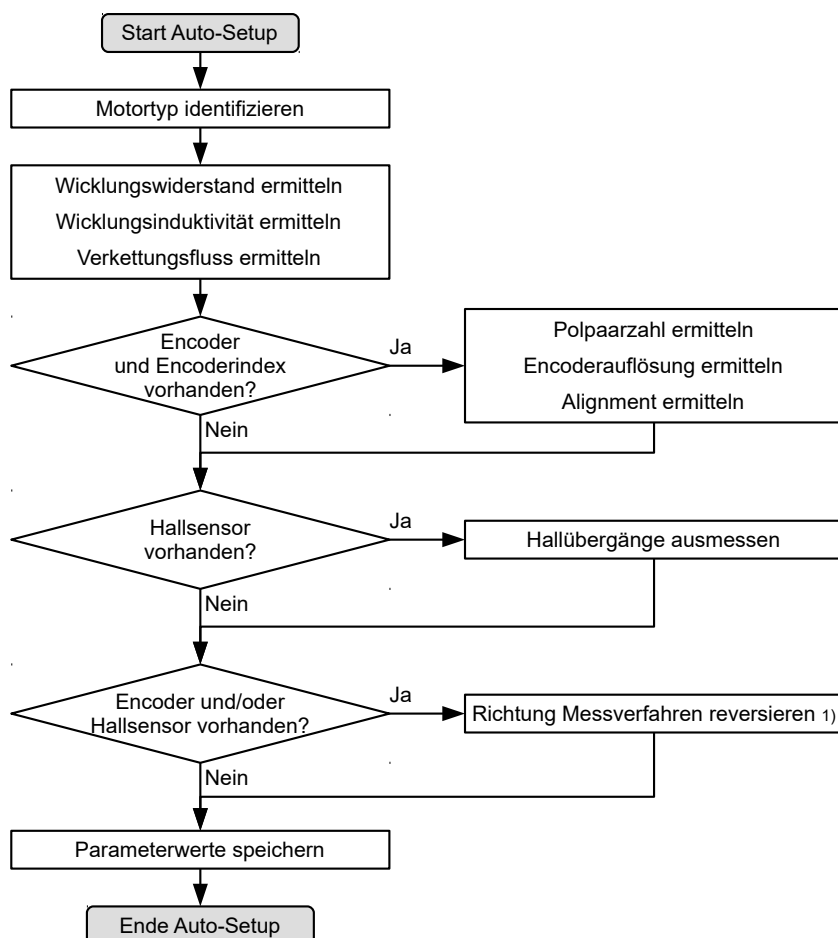 Start Auto-Setup
Motortyp identifizieren
Wicklungswiderstand ermitteln
Wicklungsinduktivität ermitteln
Verkettungsfluss ermitteln
Encoder
und Encoderindex
vorhanden?
Ja
Polpaarzahl ermitteln
Encoderauflösung ermitteln
Alignment ermitteln
Nein
Hallsensor
vorhanden?
Ja
Hallübergänge ausmessen
Nein
Encoder und/oder
Hallsensor vorhanden?
Ja
Richtung Messverfahren reversieren 1)
Nein
Parameterwerte speichern
Ende Auto-Setup